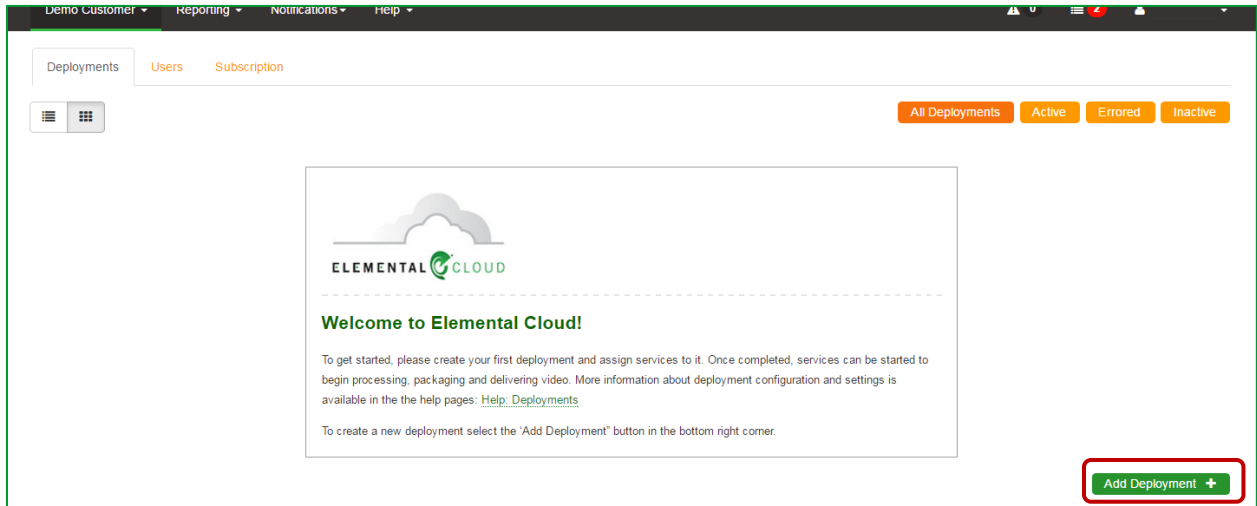 Demo Customer Reporting Notifications Help 0 2
Deployments Users Subscription
All Deployments Active Errored Inactive
ELEMENTAL CLOUD
Welcome to Elemental Cloud!
To get started, please create your first deployment and assign services to it. Once completed, services can be started to
begin processing, packaging and delivering video. More information about deployment configuration and settings is
available in the the help pages: Help: Deployments
To create a new deployment select the 'Add Deployment" button in the bottom right corner.
Add Deployment +